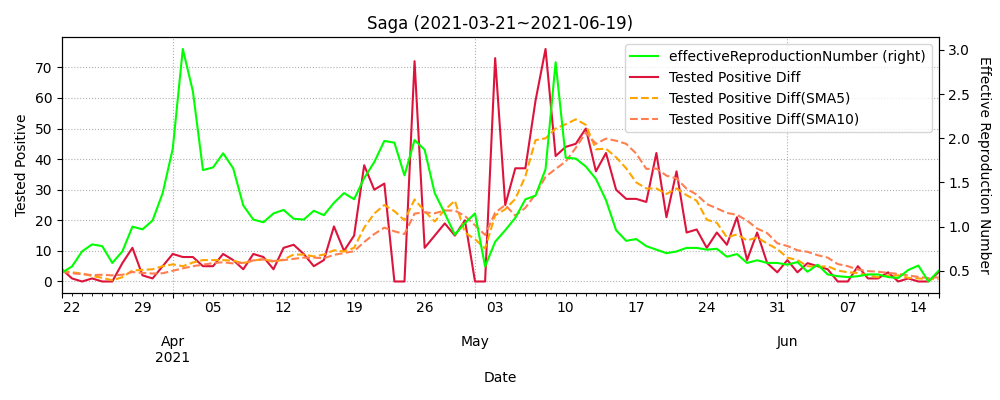 Saga (2021-03-21~2021-06-19)
effectiveReproductionNumber (right)
Tested Positive Diff
Tested Positive Diff(SMA5)
Tested Positive Diff(SMA10)
Tested Positive
70
60
50
40
30
20
10
0
3.0
2.5
2.0
1.5
1.0
0.5
Effective Reproduction Number
22 29 05 12 19 26 03 10 17 24 31 07 14
Apr May Jun
2021
Date